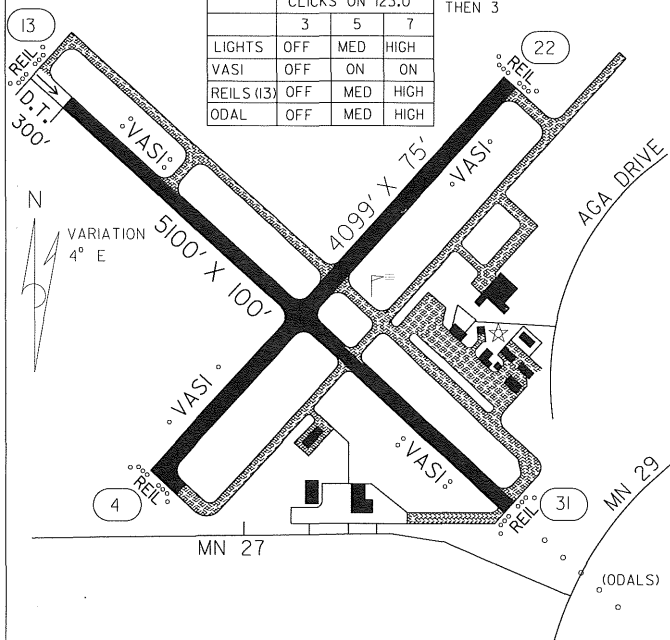 CLICKS ON 123.0
THEN 3
3 5 7
LIGHTS OFF MED HIGH
VASI OFF ON ON
REILS (13) OFF MED HIGH
ODAL OFF MED HIGH
13
REIL
D.T.
300'
VASI
22
REIL
VASI
4099' X 75'
5100' X 100'
AGA DRIVE
N
VARIATION
4° E
VASI
VASI
4
REIL
31
REIL
MN 29
MN 27
(ODALS)